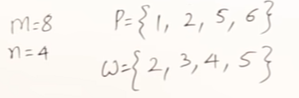 m=8 P={1, 2, 5, 6}
n=4 ω={2, 3, 4, 5}